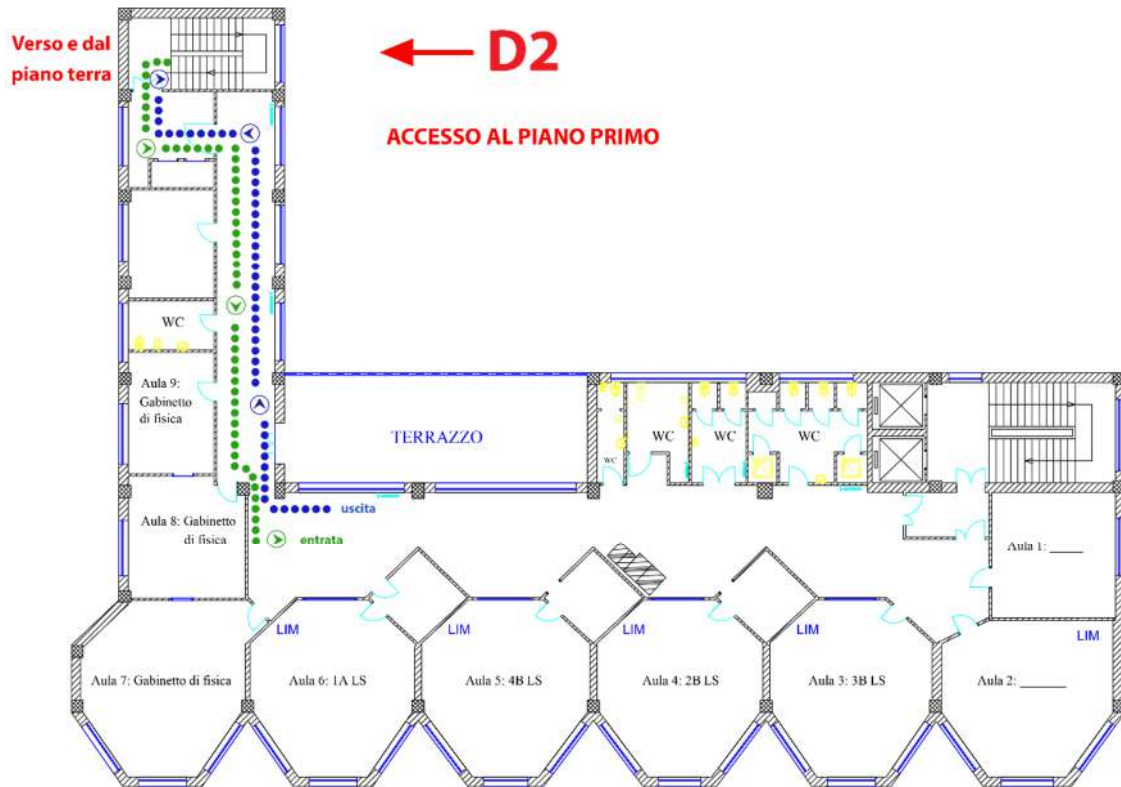 Verso e dal
piano terra
D2
ACCESSO AL PIANO PRIMO
WC
Aula 9:
Gabinetto
di fisica
TERRAZZO
WC
WC
WC
WC
Aula 8: Gabinetto
di fisica
uscita
entrata
Aula 1: _____
LIM
LIM
LIM
LIM
LIM
Aula 7: Gabinetto di fisica
Aula 6: 1A LS
Aula 5: 4B LS
Aula 4: 2B LS
Aula 3: 3B LS
Aula 2: _______